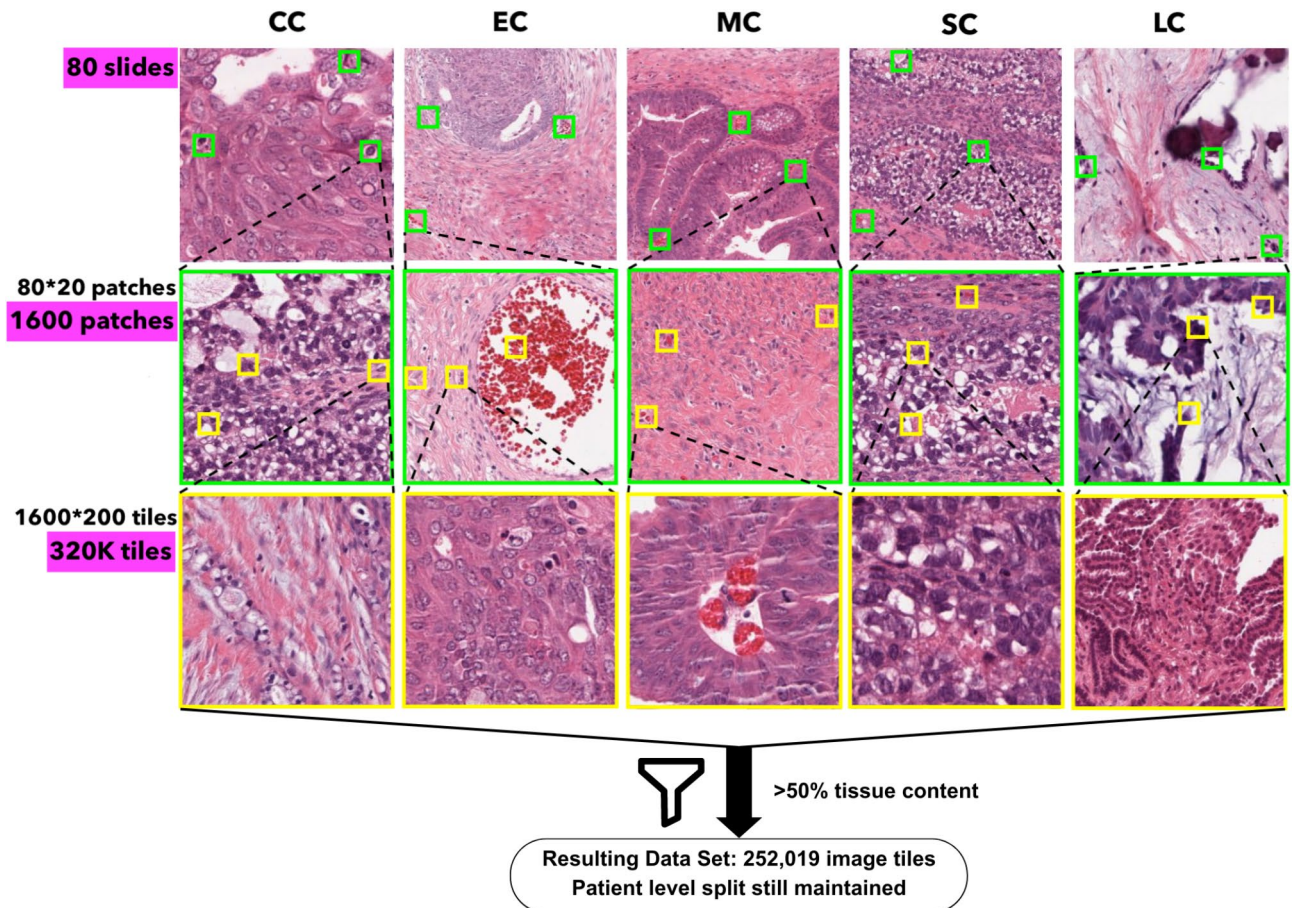 CC EC MC SC LC
80 slides
80*20 patches
1600 patches
1600*200 tiles
320K tiles
>50% tissue content
Resulting Data Set: 252,019 image tiles
Patient level split still maintained